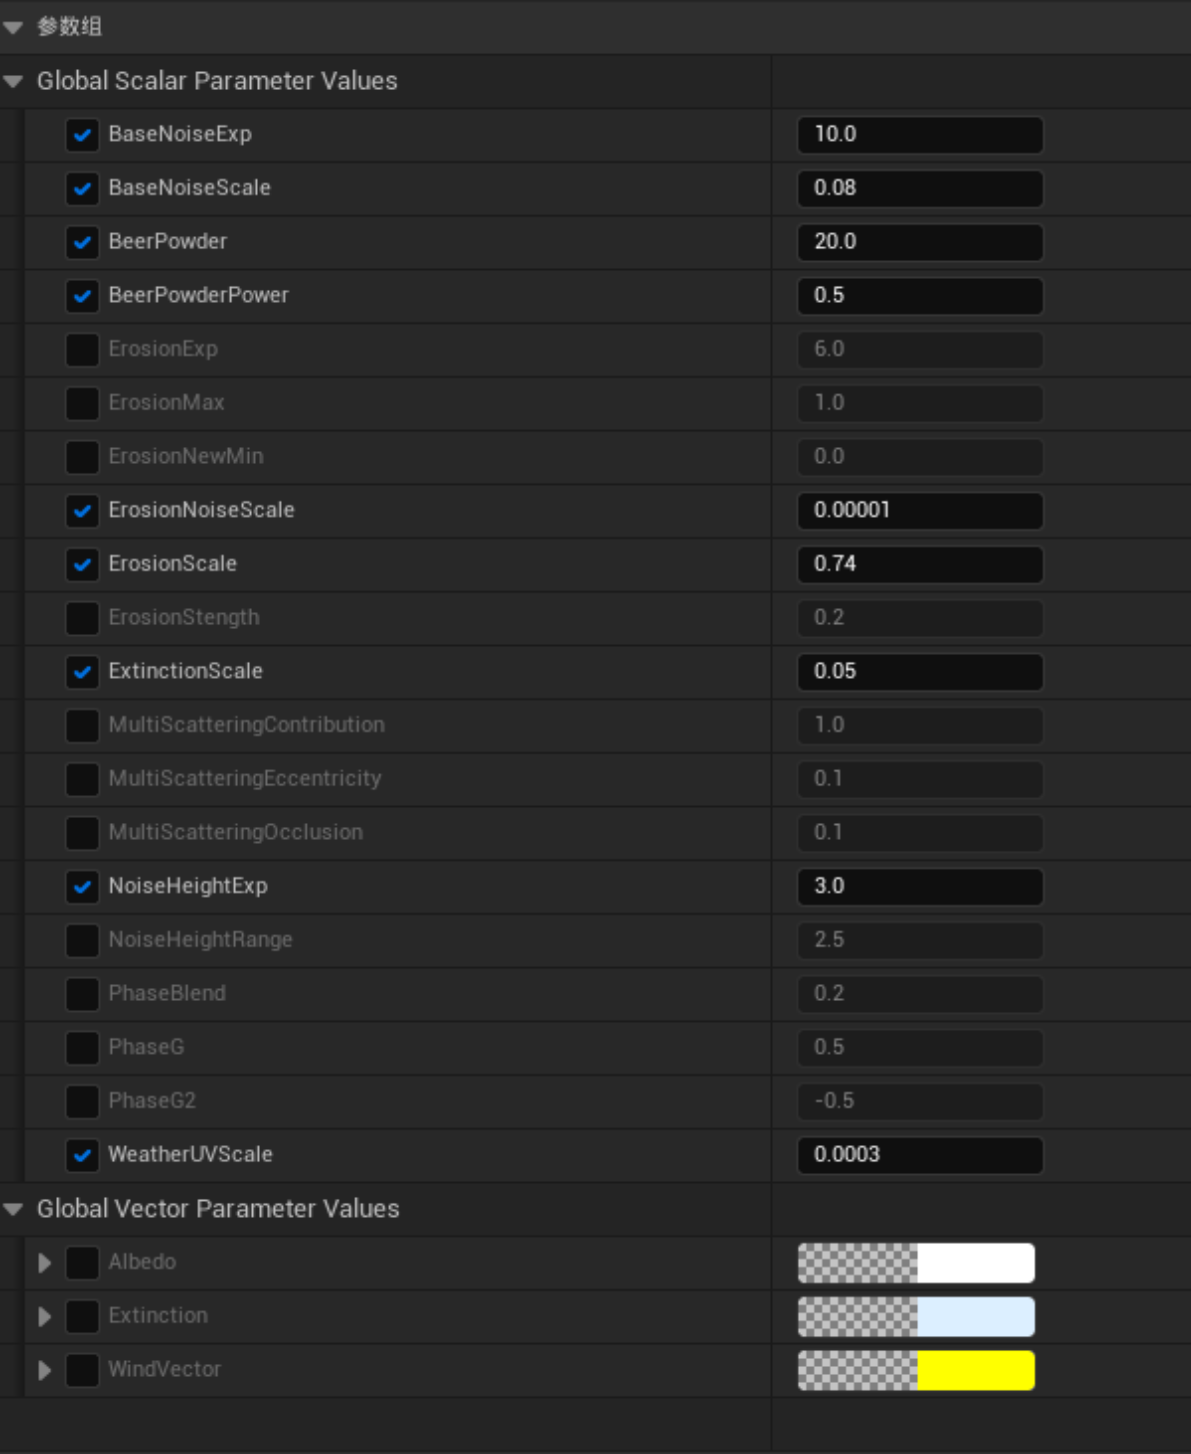 参数组
Global Scalar Parameter Values
BaseNoiseExp 10.0
BaseNoiseScale 0.08
BeerPowder 20.0
BeerPowderPower 0.5
ErosionExp 6.0
ErosionMax 1.0
ErosionNewMin 0.0
ErosionNoiseScale 0.00001
ErosionScale 0.74
ErosionStength 0.2
ExtinctionScale 0.05
MultiScatteringContribution 1.0
MultiScatteringEccentricity 0.1
MultiScatteringOcclusion 0.1
NoiseHeightExp 3.0
NoiseHeightRange 2.5
PhaseBlend 0.2
PhaseG 0.5
PhaseG2 -0.5
WeatherUVScale 0.0003
Global Vector Parameter Values
Albedo
Extinction
WindVector